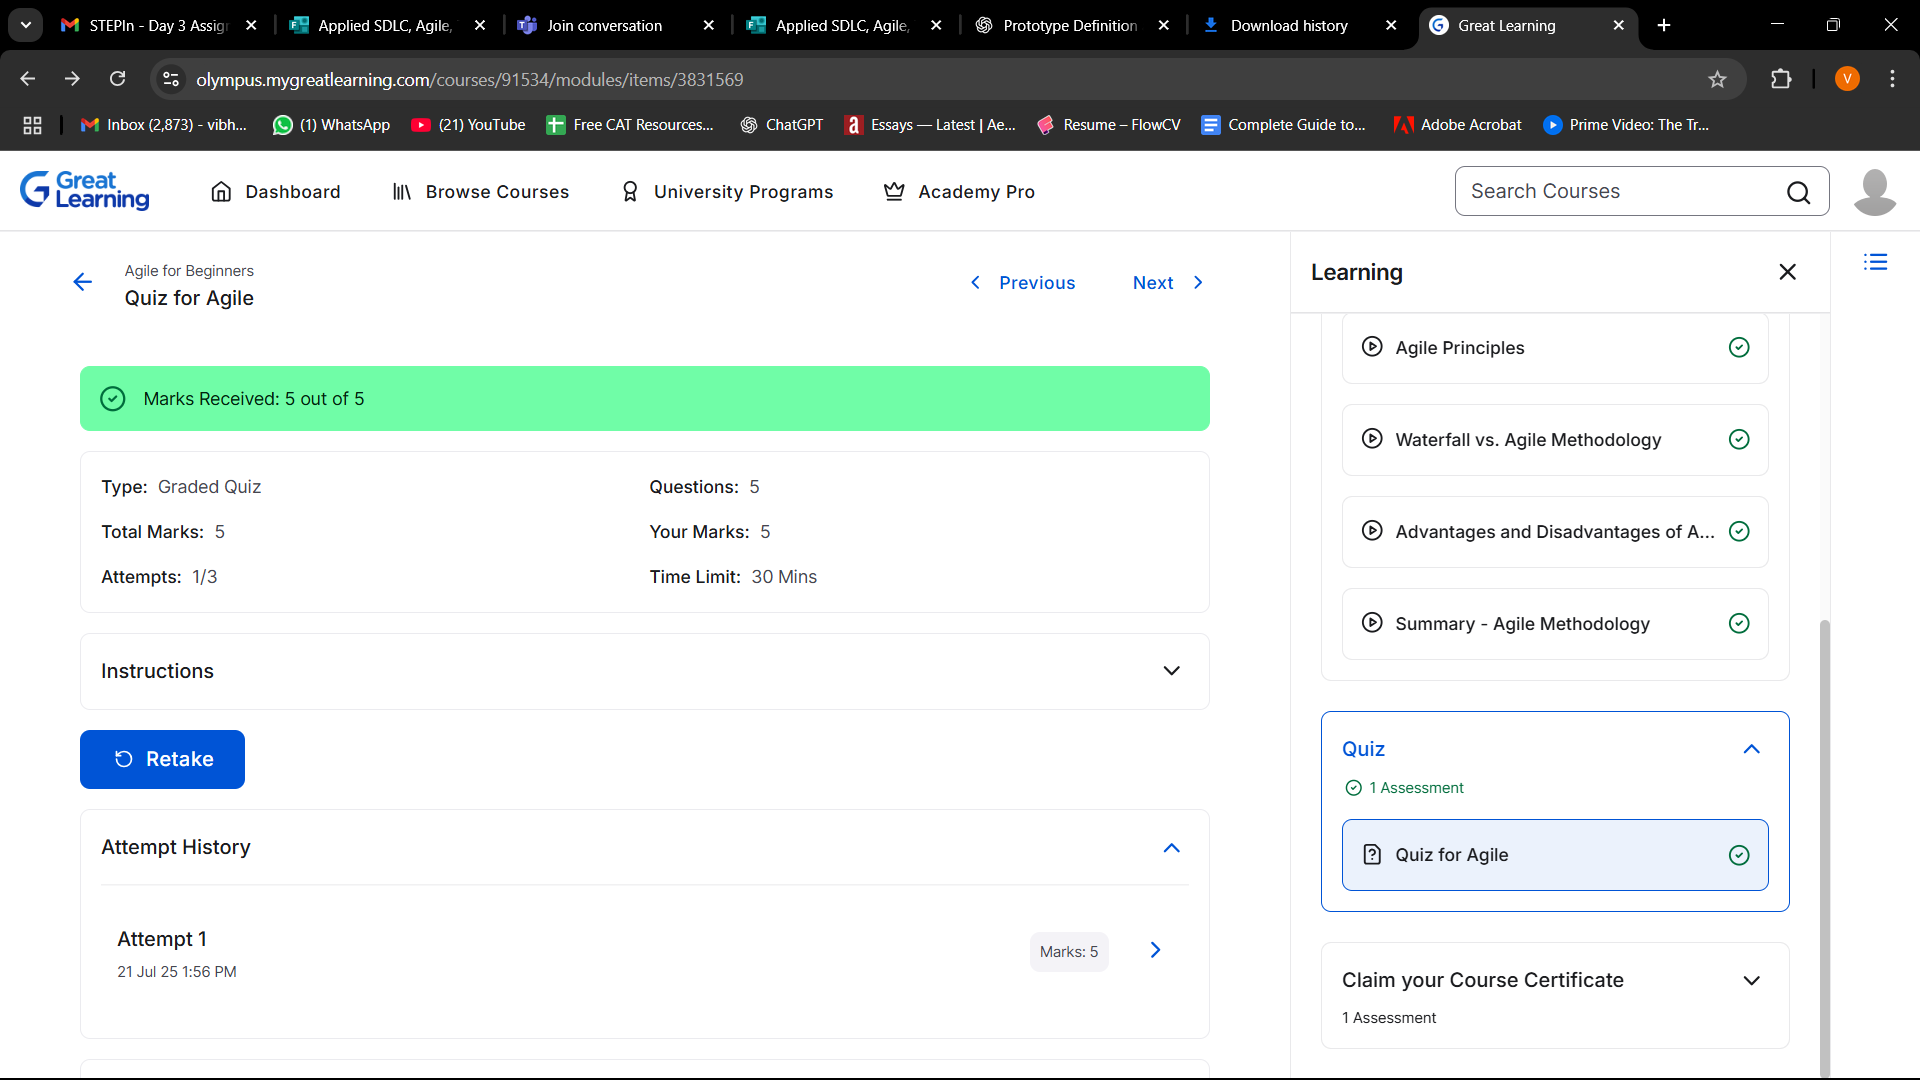 STEPIn - Day 3 Assig
Applied SDLC, Agile,
Join conversation
Applied SDLC, Agile,
Prototype Definition
Download history
Great Learning
olympus.mygreatlearning.com/courses/91534/modules/items/3831569
V
Inbox (2,873) - vibh...
(1) WhatsApp
(21) YouTube
Free CAT Resources...
ChatGPT
Essays — Latest | Ae...
Resume – FlowCV
Complete Guide to...
Adobe Acrobat
Prime Video: The Tr...
Great Learning
Dashboard
Browse Courses
University Programs
Academy Pro
Search Courses
Agile for Beginners
Quiz for Agile
Previous
Next
Marks Received: 5 out of 5
Type: Graded Quiz
Questions: 5
Total Marks: 5
Your Marks: 5
Attempts: 1/3
Time Limit: 30 Mins
Instructions
Retake
Attempt History
Attempt 1
21 Jul 25 1:56 PM
Marks: 5
Learning
Agile Principles
Waterfall vs. Agile Methodology
Advantages and Disadvantages of A...
Summary - Agile Methodology
Quiz
1 Assessment
Quiz for Agile
Claim your Course Certificate
1 Assessment